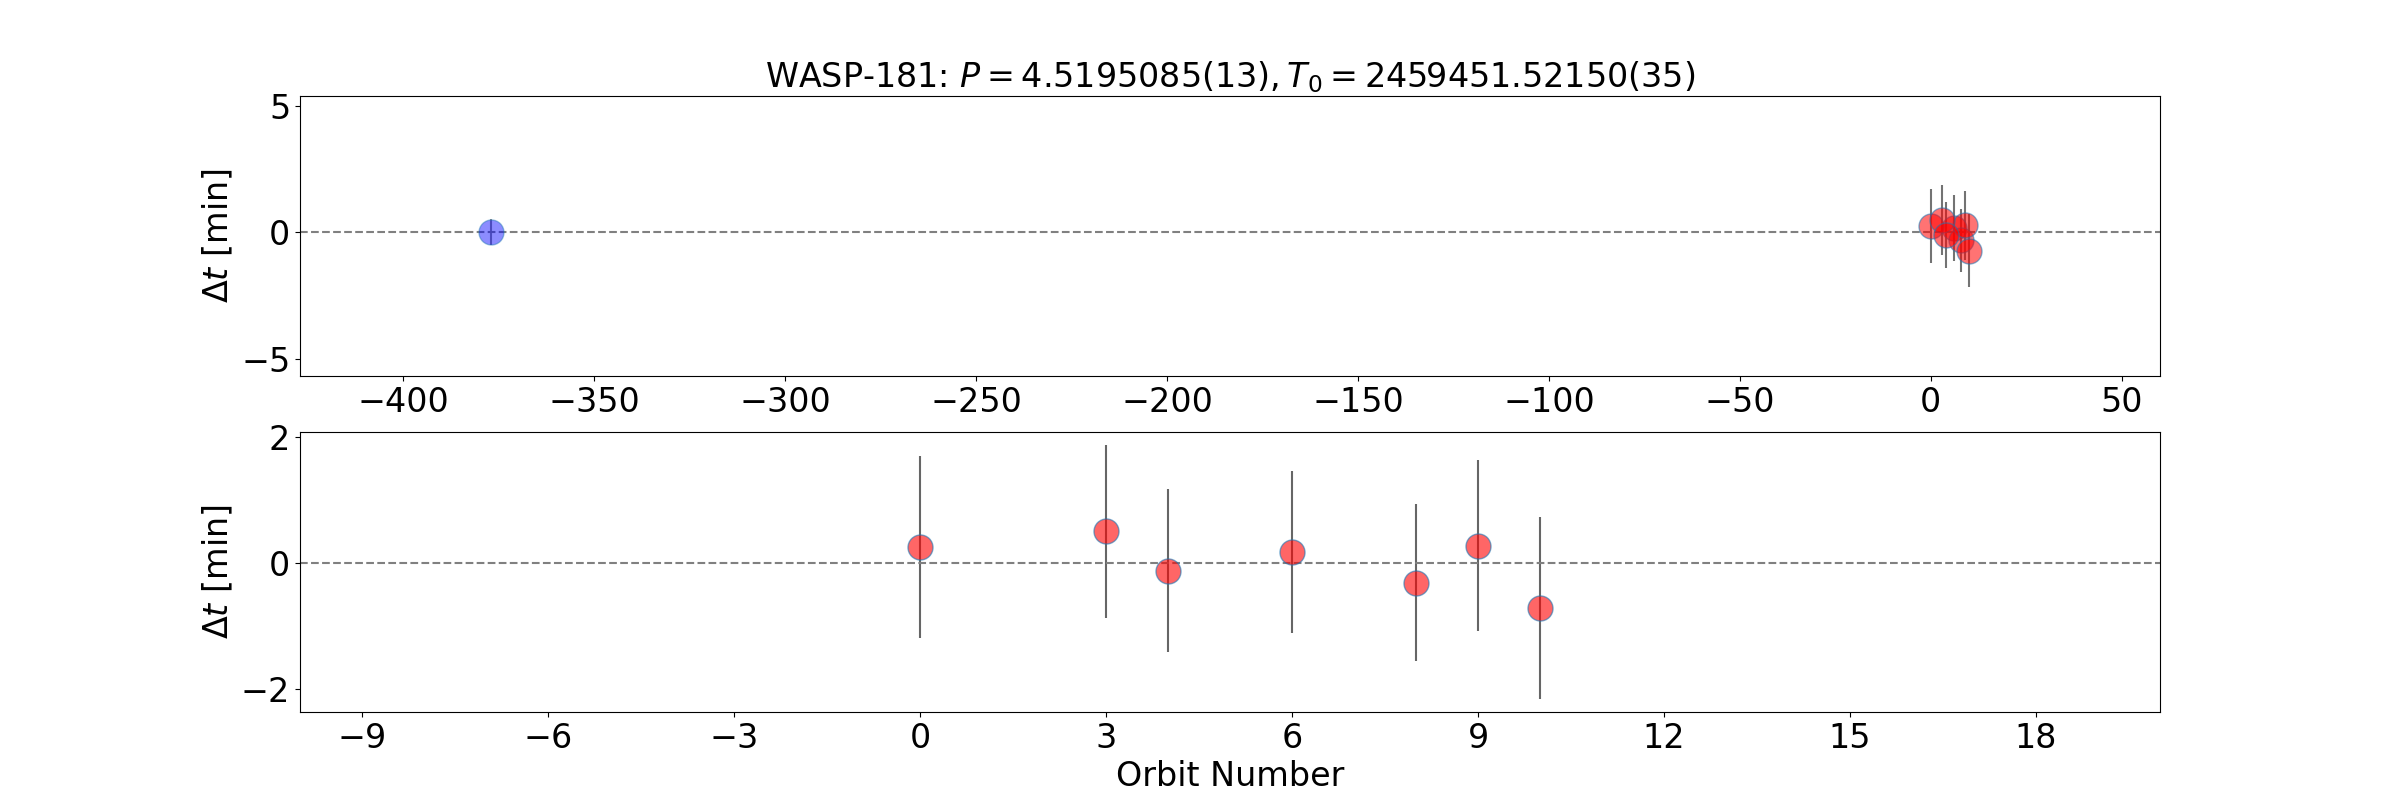 WASP-181: P = 4.5195085(13), T₀ = 2459451.52150(35)
5
0
−5
Δt [min]
−400 −350 −300 −250 −200 −150 −100 −50 0 50
2
0
−2
Δt [min]
−9 −6 −3 0 3 6 9 12 15 18
Orbit Number